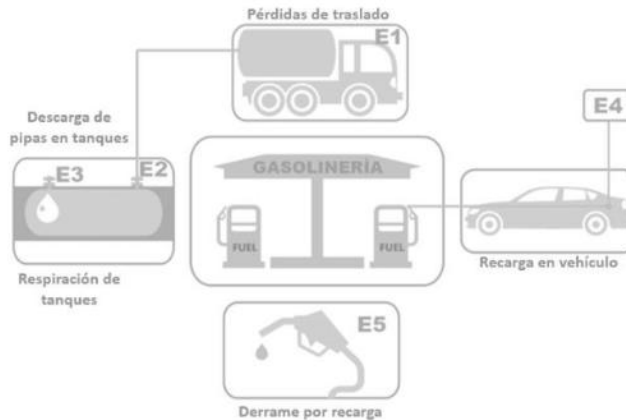 Pérdidas de traslado
E1
E4
Descarga de
pipas en tanques
E3
E2
GASOLINERÍA
FUEL
FUEL
Recarga en vehículo
Respiración de
tanques
E5
Derrame por recarga